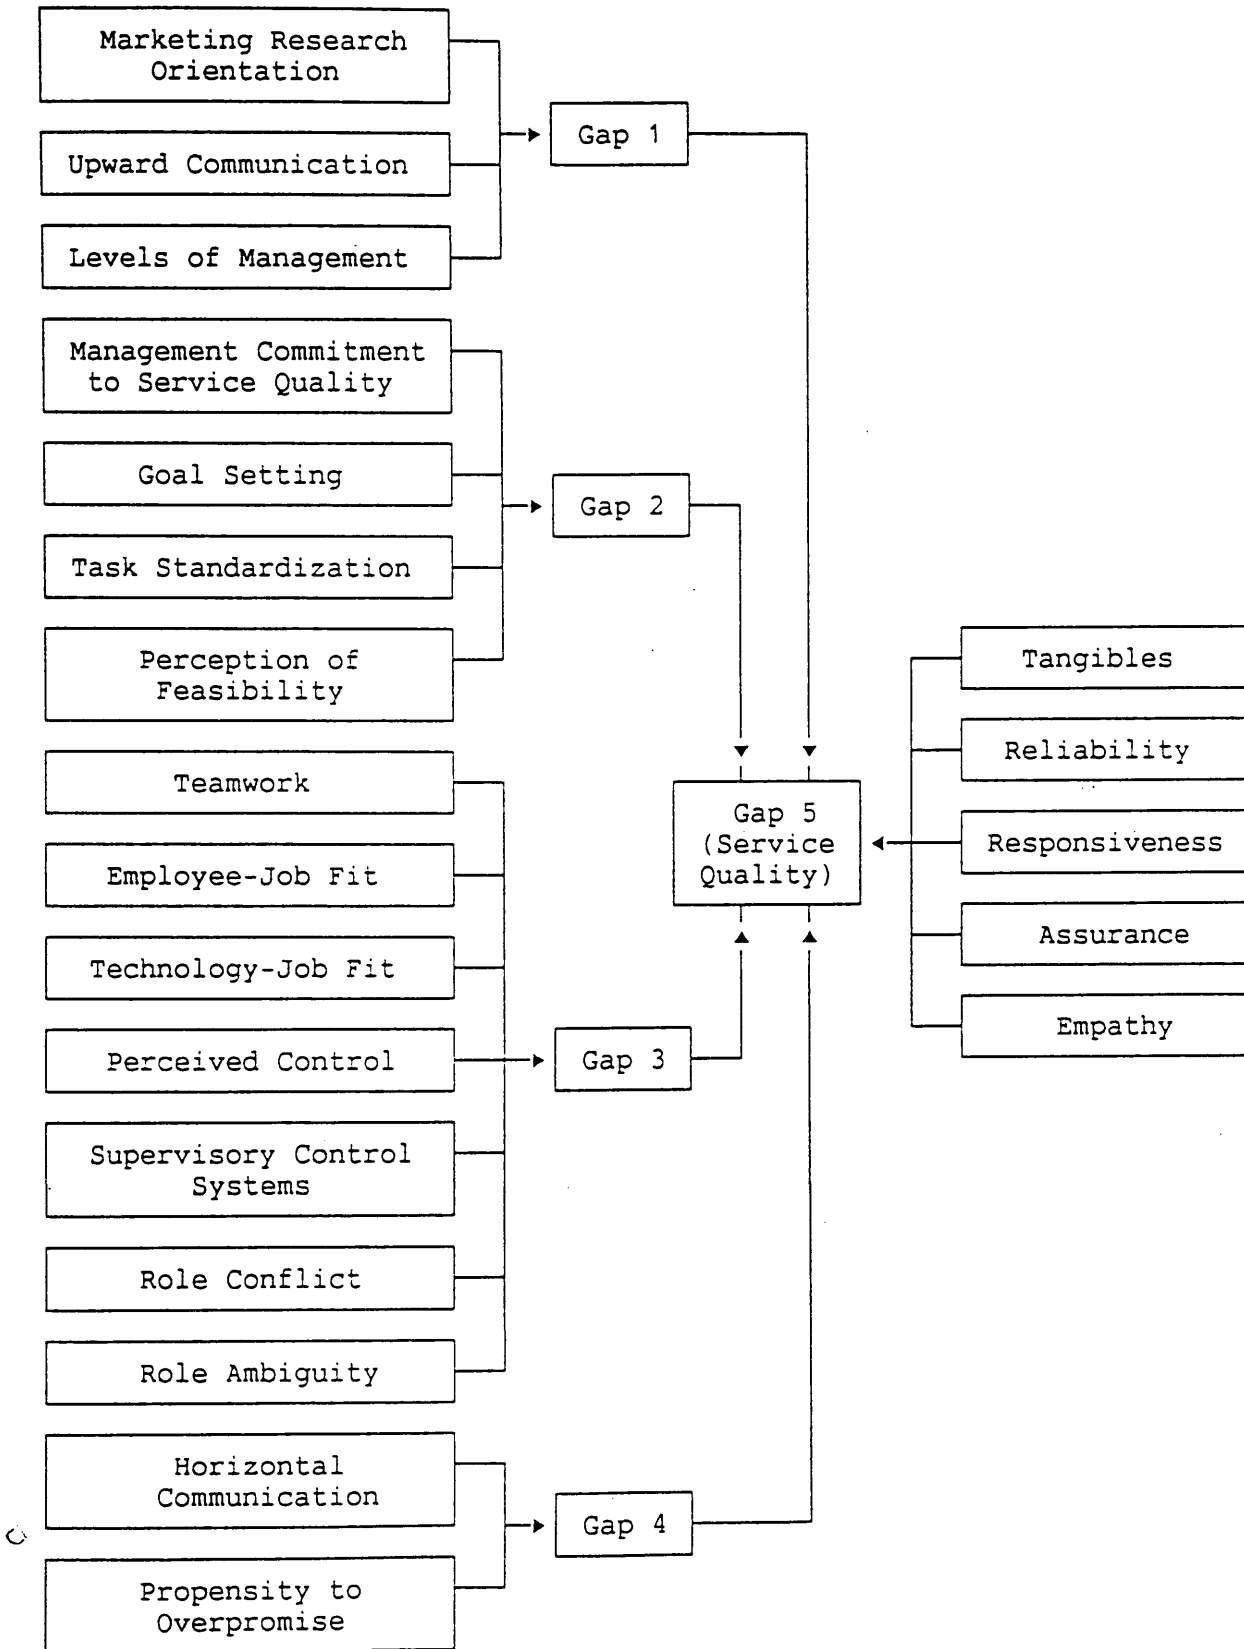 Marketing Research
Orientation
Upward Communication
Levels of Management
Gap 1
Management Commitment
to Service Quality
Goal Setting
Task Standardization
Perception of
Feasibility
Gap 2
Teamwork
Employee-Job Fit
Technology-Job Fit
Perceived Control
Supervisory Control
Systems
Role Conflict
Role Ambiguity
Gap 3
Horizontal
Communication
Propensity to
Overpromise
Gap 4
Gap 5
(Service
Quality)
Tangibles
Reliability
Responsiveness
Assurance
Empathy